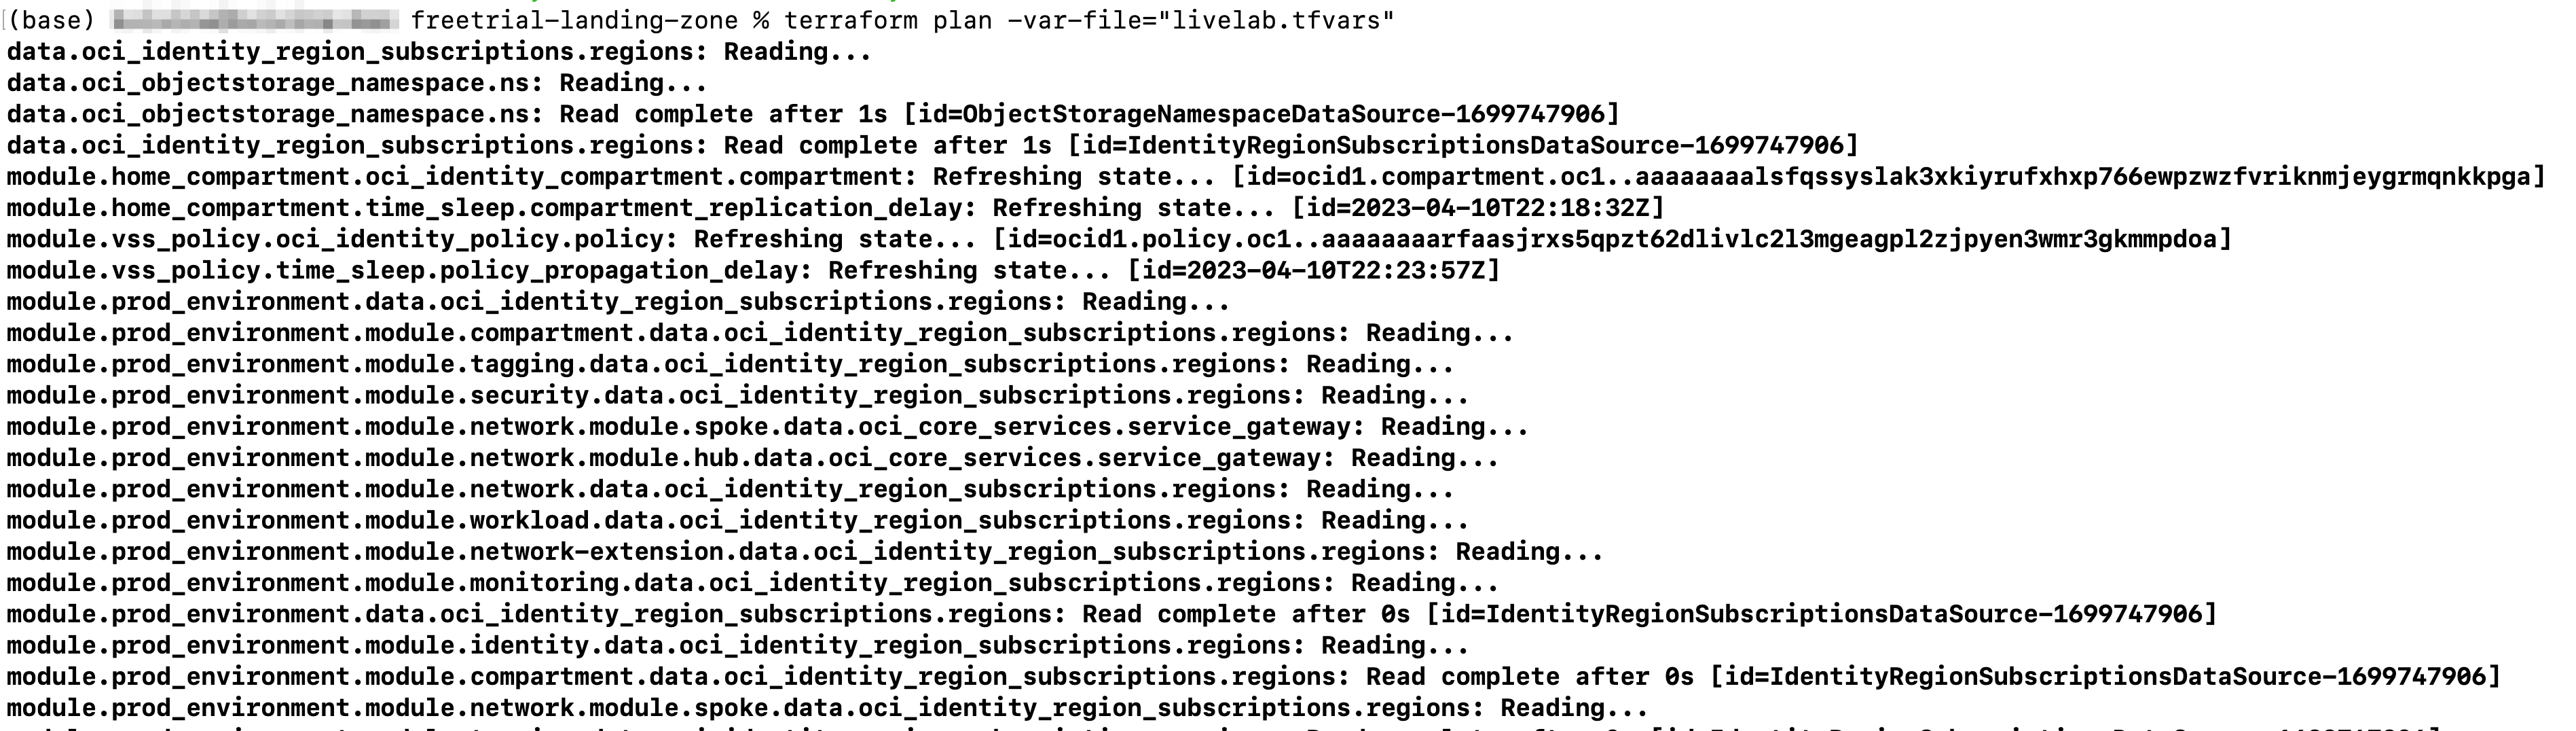 (base) freetrial-landing-zone % terraform plan -var-file="livelab.tfvars"
data.oci_identity_region_subscriptions.regions: Reading...
data.oci_objectstorage_namespace.ns: Reading...
data.oci_objectstorage_namespace.ns: Read complete after 1s [id=ObjectStorageNamespaceDataSource-1699747906]
data.oci_identity_region_subscriptions.regions: Read complete after 1s [id=IdentityRegionSubscriptionsDataSource-1699747906]
module.home_compartment.oci_identity_compartment.compartment: Refreshing state... [id=ocid1.compartment.oc1..aaaaaaaalsfqssyslak3xkiyrufxhxp766ewpzwzfvriknmjeygrmqnkkpga]
module.home_compartment.time_sleep.compartment_replication_delay: Refreshing state... [id=2023-04-10T22:18:32Z]
module.vss_policy.oci_identity_policy.policy: Refreshing state... [id=ocid1.policy.oc1..aaaaaaaarfaasjrxs5qpzt62dlivlc2l3mgeagpl2zjpyen3wmr3gkmmpdoa]
module.vss_policy.time_sleep.policy_propagation_delay: Refreshing state... [id=2023-04-10T22:23:57Z]
module.prod_environment.data.oci_identity_region_subscriptions.regions: Reading...
module.prod_environment.module.compartment.data.oci_identity_region_subscriptions.regions: Reading...
module.prod_environment.module.tagging.data.oci_identity_region_subscriptions.regions: Reading...
module.prod_environment.module.security.data.oci_identity_region_subscriptions.regions: Reading...
module.prod_environment.module.network.module.spoke.data.oci_core_services.service_gateway: Reading...
module.prod_environment.module.network.module.hub.data.oci_core_services.service_gateway: Reading...
module.prod_environment.module.network.data.oci_identity_region_subscriptions.regions: Reading...
module.prod_environment.module.workload.data.oci_identity_region_subscriptions.regions: Reading...
module.prod_environment.module.network-extension.data.oci_identity_region_subscriptions.regions: Reading...
module.prod_environment.module.monitoring.data.oci_identity_region_subscriptions.regions: Reading...
module.prod_environment.data.oci_identity_region_subscriptions.regions: Read complete after 0s [id=IdentityRegionSubscriptionsDataSource-1699747906]
module.prod_environment.module.identity.data.oci_identity_region_subscriptions.regions: Reading...
module.prod_environment.module.compartment.data.oci_identity_region_subscriptions.regions: Read complete after 0s [id=IdentityRegionSubscriptionsDataSource-1699747906]
module.prod_environment.module.network.module.spoke.data.oci_identity_region_subscriptions.regions: Reading...